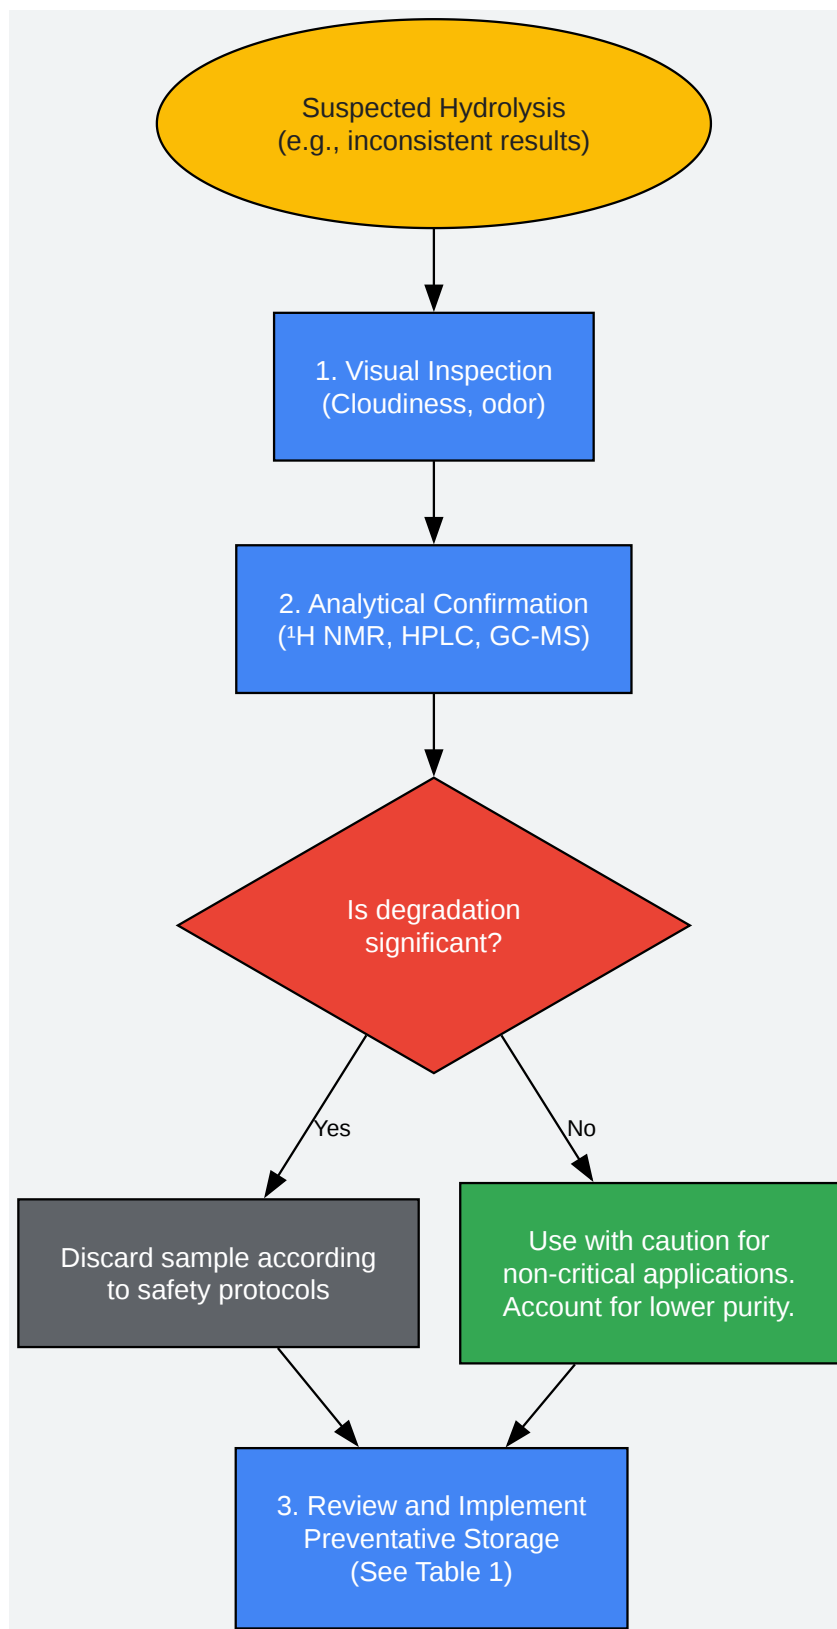 Suspected Hydrolysis
(e.g., inconsistent results)
1. Visual Inspection
(Cloudiness, odor)
2. Analytical Confirmation
(¹H NMR, HPLC, GC-MS)
Is degradation
significant?
Yes
No
Discard sample according
to safety protocols
Use with caution for
non-critical applications.
Account for lower purity.
3. Review and Implement
Preventative Storage
(See Table 1)